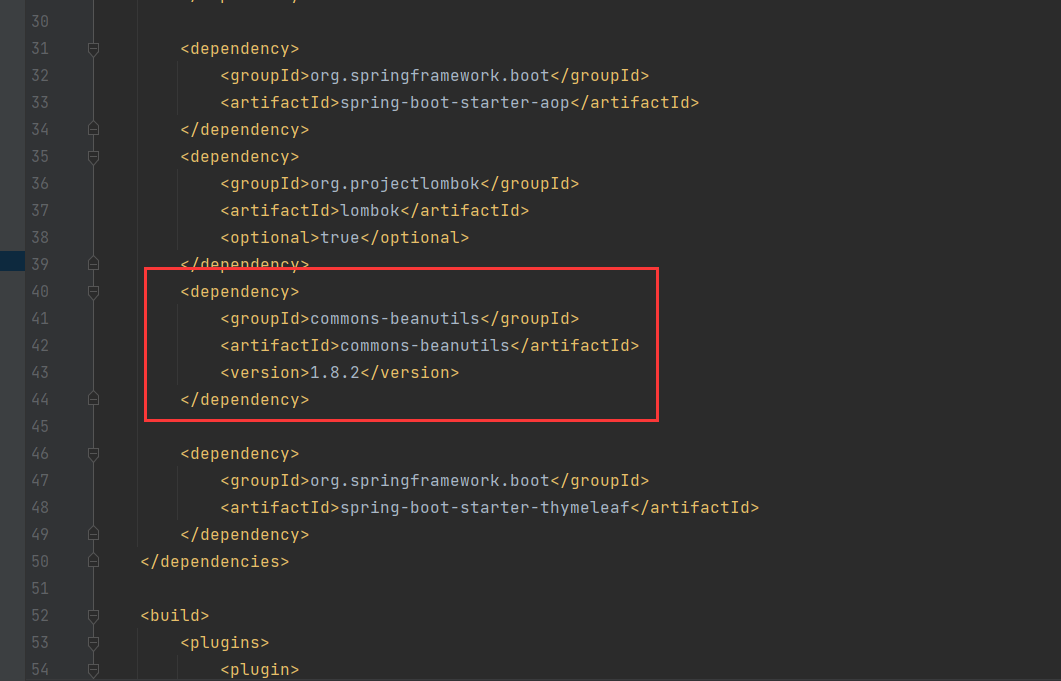 30
31 <dependency>
32 <groupId>org.springframework.boot</groupId>
33 <artifactId>spring-boot-starter-aop</artifactId>
34 </dependency>
35 <dependency>
36 <groupId>org.projectlombok</groupId>
37 <artifactId>lombok</artifactId>
38 <optional>true</optional>
39 </dependency>
40 <dependency>
41 <groupId>commons-beanutils</groupId>
42 <artifactId>commons-beanutils</artifactId>
43 <version>1.8.2</version>
44 </dependency>
45
46 <dependency>
47 <groupId>org.springframework.boot</groupId>
48 <artifactId>spring-boot-starter-thymeleaf</artifactId>
49 </dependency>
50 </dependencies>
51
52 <build>
53 <plugins>
54 <plugin>